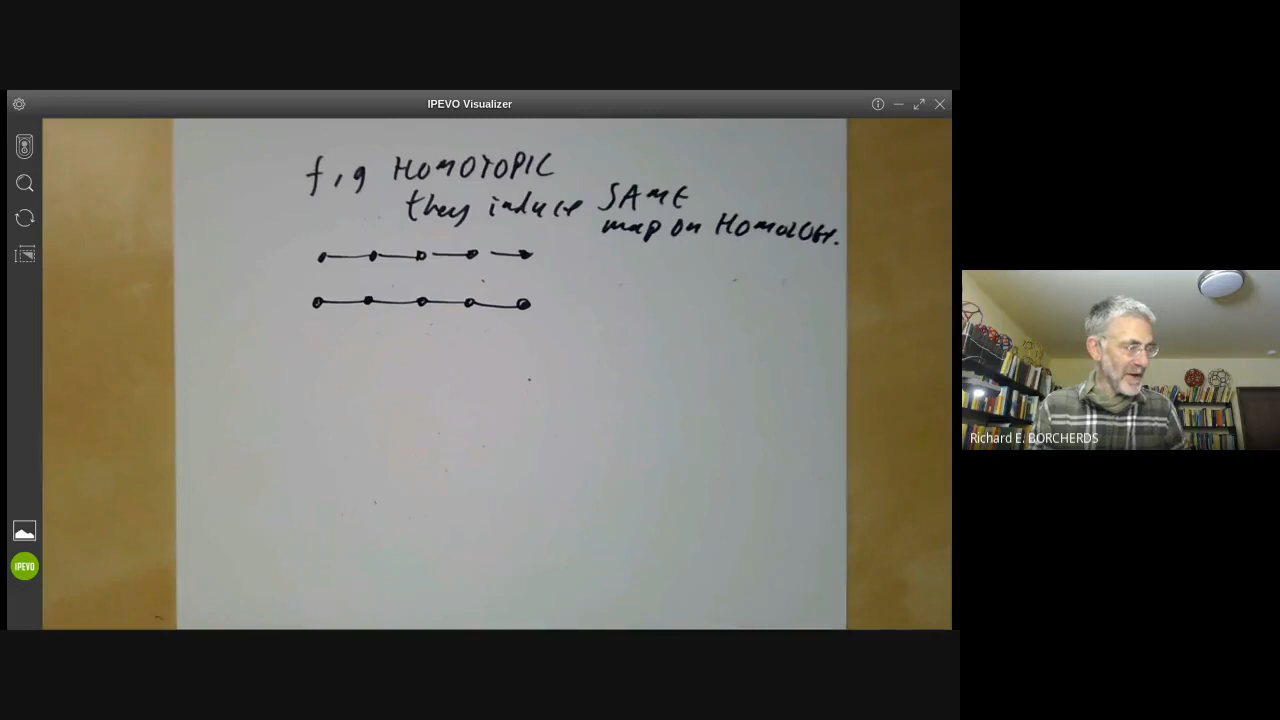 IPEVO Visualizer
f, g HOMOTOPIC
they induce SAME
map on HOMOLOGY.
IPEVO
Richard E. BORCHERDS